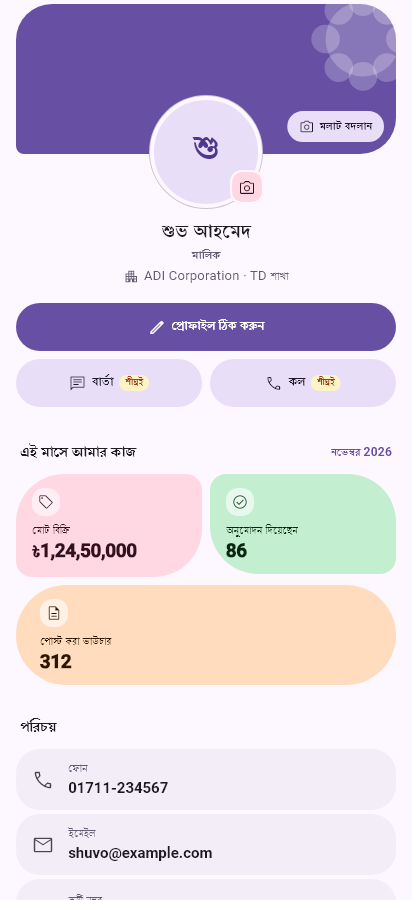 মলাট বদলান
শু
শুভ আহমেদ
মালিক
ADI Corporation · TD শাখা
প্রোফাইল ঠিক করুন
বার্তা শীঘ্রই
কল শীঘ্রই
এই মাসে আমার কাজ
নভেম্বর 2026
মোট বিক্রি
৳1,24,50,000
অনুমোদন দিয়েছেন
86
পোস্ট করা ভাউচার
312
পরিচয়
ফোন
01711-234567
ইমেইল
shuvo@example.com